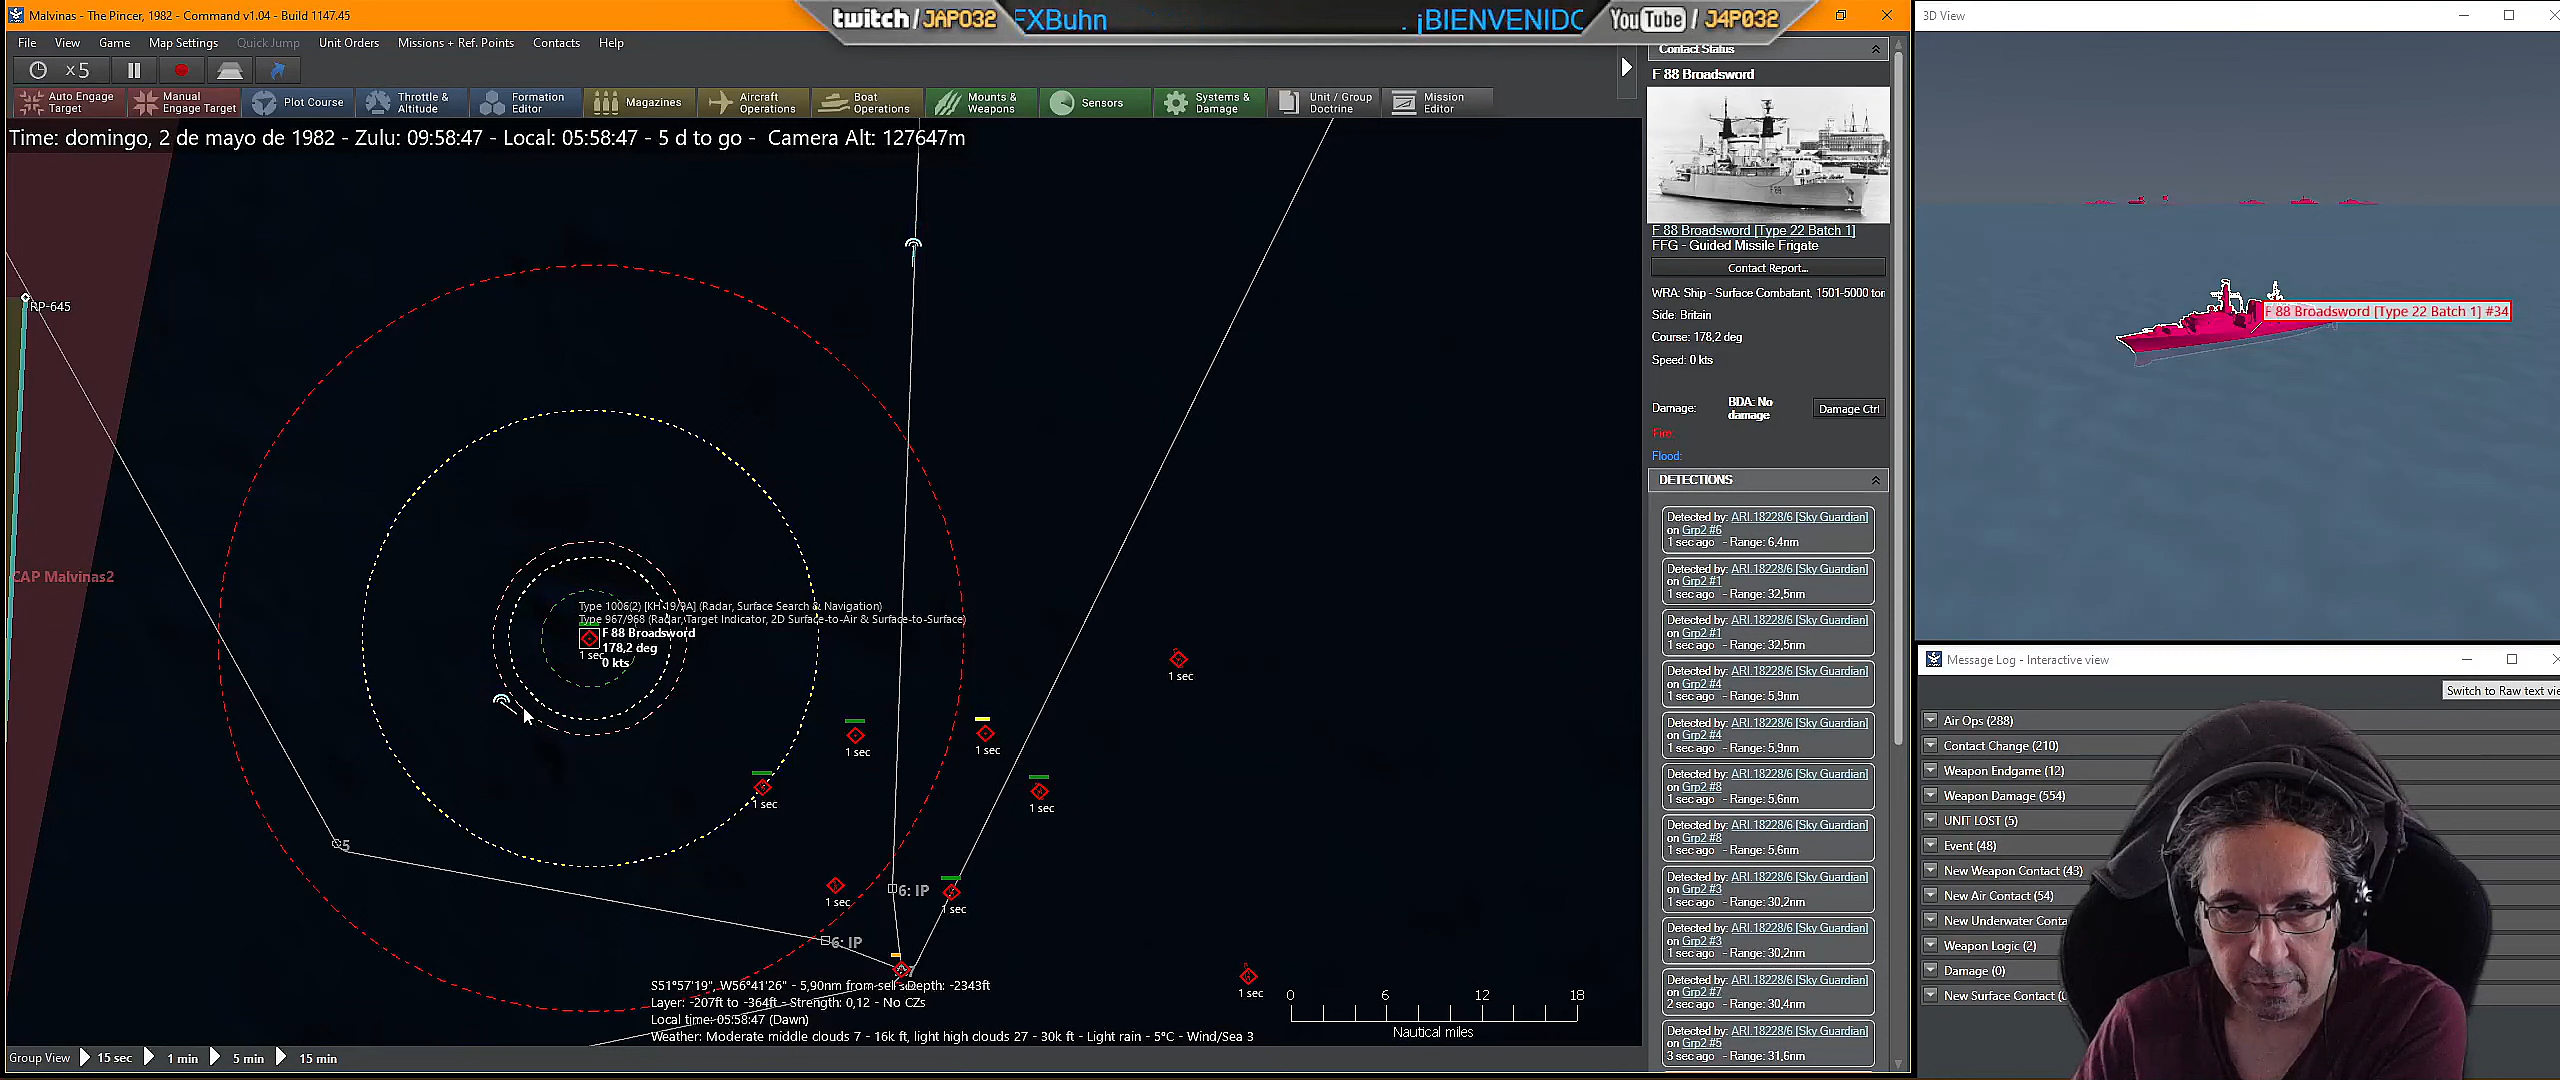 Malvinas - The Pincer, 1982 - Command v1.04 - Build 1147.45
twitch / JAPO32
FXBuhn
. ¡BIENVENIDO
YouTube / J4P032
File View Game Map Settings Quick Jump Unit Orders Missions + Ref. Points Contacts Help
x5
Auto Engage Target
Manual Engage Target
Plot Course
Throttle & Altitude
Formation Editor
Magazines
Aircraft Operations
Boat Operations
Mounts & Weapons
Sensors
Systems & Damage
Unit / Group Doctrine
Mission Editor
Time: domingo, 2 de mayo de 1982 - Zulu: 09:58:47 - Local: 05:58:47 - 5 d to go - Camera Alt: 127647m
RP-645
CAP Malvinas2
Type 1006(2) [KH 19/9A] (Radar, Surface Search & Navigation)
Type 967/968 (Radar, Target Indicator, 2D Surface-to-Air & Surface-to-Surface)
F 88 Broadsword
178,2 deg
0 kts
1 sec
1 sec
1 sec
1 sec
1 sec
1 sec
5
1 sec
6: IP
1 sec
6: IP
7
1 sec
S51°57'19", W56°41'26" - 5,90nm from sel
Depth: -2343ft
Layer: -207ft to -364ft - Strength: 0,12 - No CZs
Local time: 05:58:47 (Dawn)
Weather: Moderate middle clouds 7 - 16k ft, light high clouds 27 - 30k ft - Light rain - 5°C - Wind/Sea 3
0 6 12 18
Nautical miles
Group View 15 sec 1 min 5 min 15 min
Contact Status
F 88 Broadsword
F 88 Broadsword [Type 22 Batch 1]
FFG - Guided Missile Frigate
Contact Report...
WRA: Ship - Surface Combatant, 1501-5000 tor
Side: Britain
Course: 178,2 deg
Speed: 0 kts
Damage: BDA: No damage Damage Ctrl
Fire:
Flood:
DETECTIONS
Detected by: ARI.18228/6 [Sky Guardian]
on Grp2 #6
1 sec ago - Range: 6,4nm
Detected by: ARI.18228/6 [Sky Guardian]
on Grp2 #1
1 sec ago - Range: 32,5nm
Detected by: ARI.18228/6 [Sky Guardian]
on Grp2 #1
1 sec ago - Range: 32,5nm
Detected by: ARI.18228/6 [Sky Guardian]
on Grp2 #4
1 sec ago - Range: 5,9nm
Detected by: ARI.18228/6 [Sky Guardian]
on Grp2 #4
1 sec ago - Range: 5,9nm
Detected by: ARI.18228/6 [Sky Guardian]
on Grp2 #8
1 sec ago - Range: 5,6nm
Detected by: ARI.18228/6 [Sky Guardian]
on Grp2 #8
1 sec ago - Range: 5,6nm
Detected by: ARI.18228/6 [Sky Guardian]
on Grp2 #3
1 sec ago - Range: 30,2nm
Detected by: ARI.18228/6 [Sky Guardian]
on Grp2 #3
1 sec ago - Range: 30,2nm
Detected by: ARI.18228/6 [Sky Guardian]
on Grp2 #7
2 sec ago - Range: 30,4nm
Detected by: ARI.18228/6 [Sky Guardian]
on Grp2 #5
3 sec ago - Range: 31,6nm
3D View
F 88 Broadsword [Type 22 Batch 1] #34
Message Log - Interactive view
Switch to Raw text vie
Air Ops (288)
Contact Change (210)
Weapon Endgame (12)
Weapon Damage (554)
UNIT LOST (5)
Event (48)
New Weapon Contact (43)
New Air Contact (54)
New Underwater Conta
Weapon Logic (2)
Damage (0)
New Surface Contact (